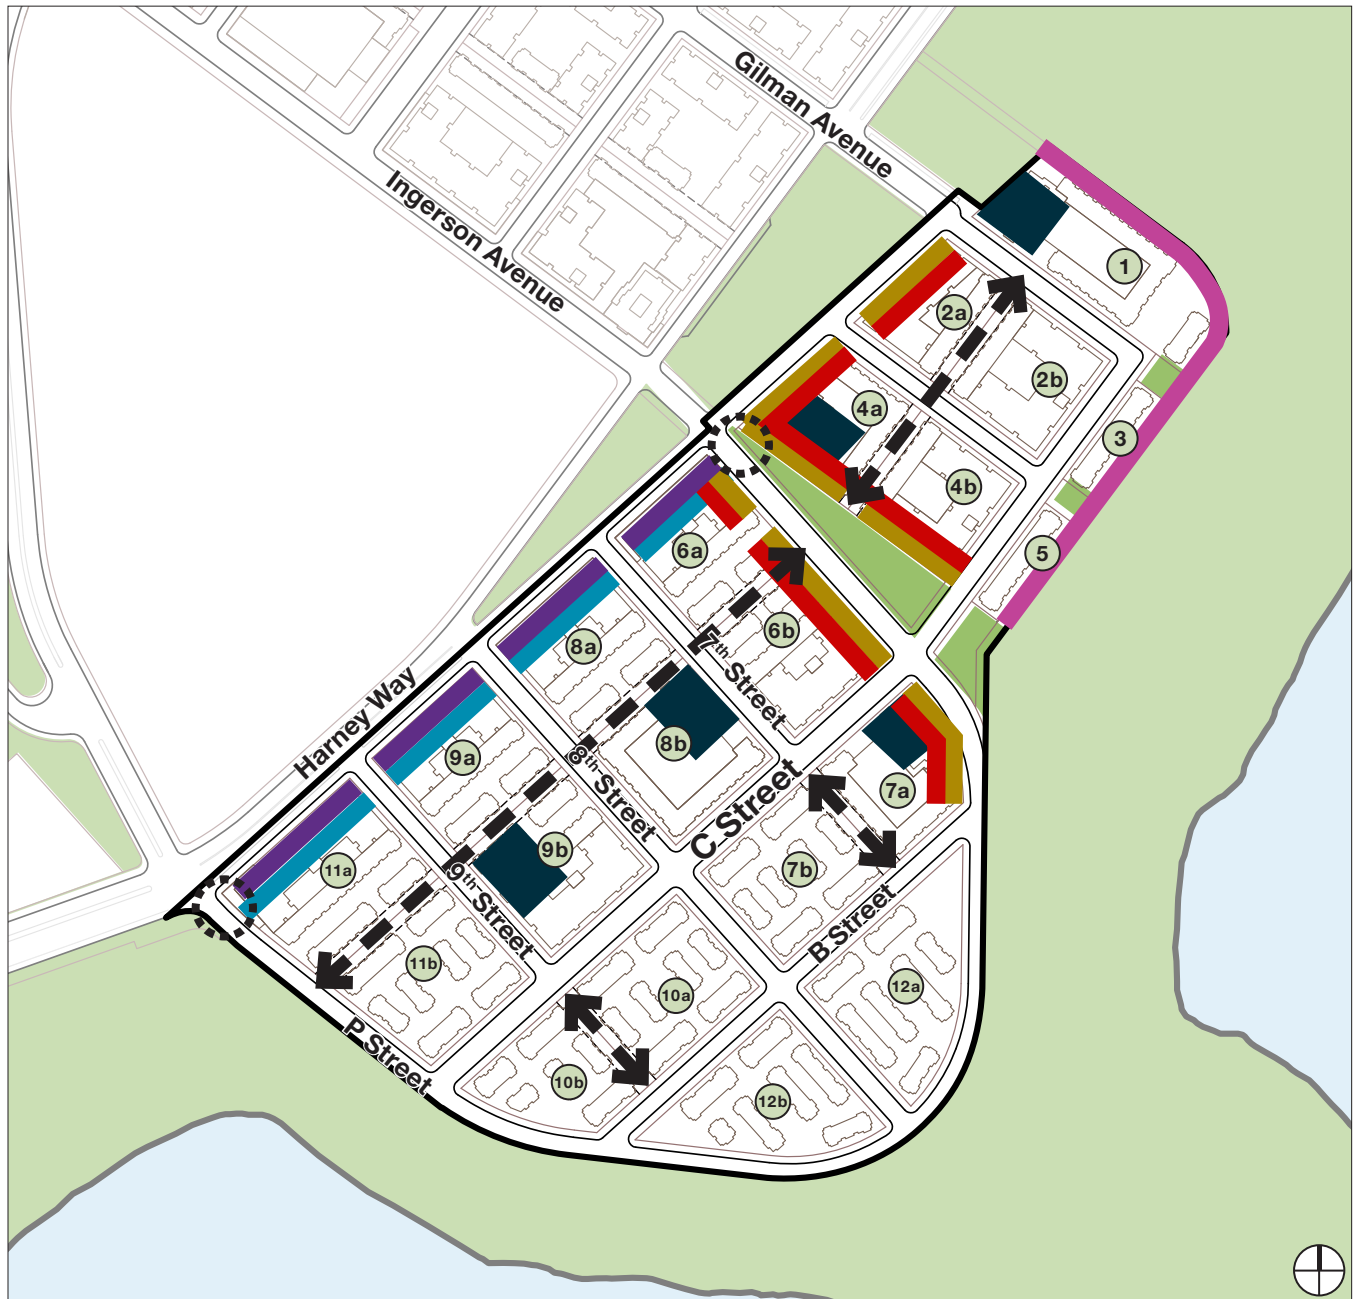 Gilman Avenue
Ingerson Avenue
1
2a
2b
4a
3
4b
5
6a
6b
7th Street
8a
Harney Way
8b
9a
8th Street
C Street
7a
9b
7b
11a
9th Street
B Street
11b
12a
10a
P Street
10b
12b